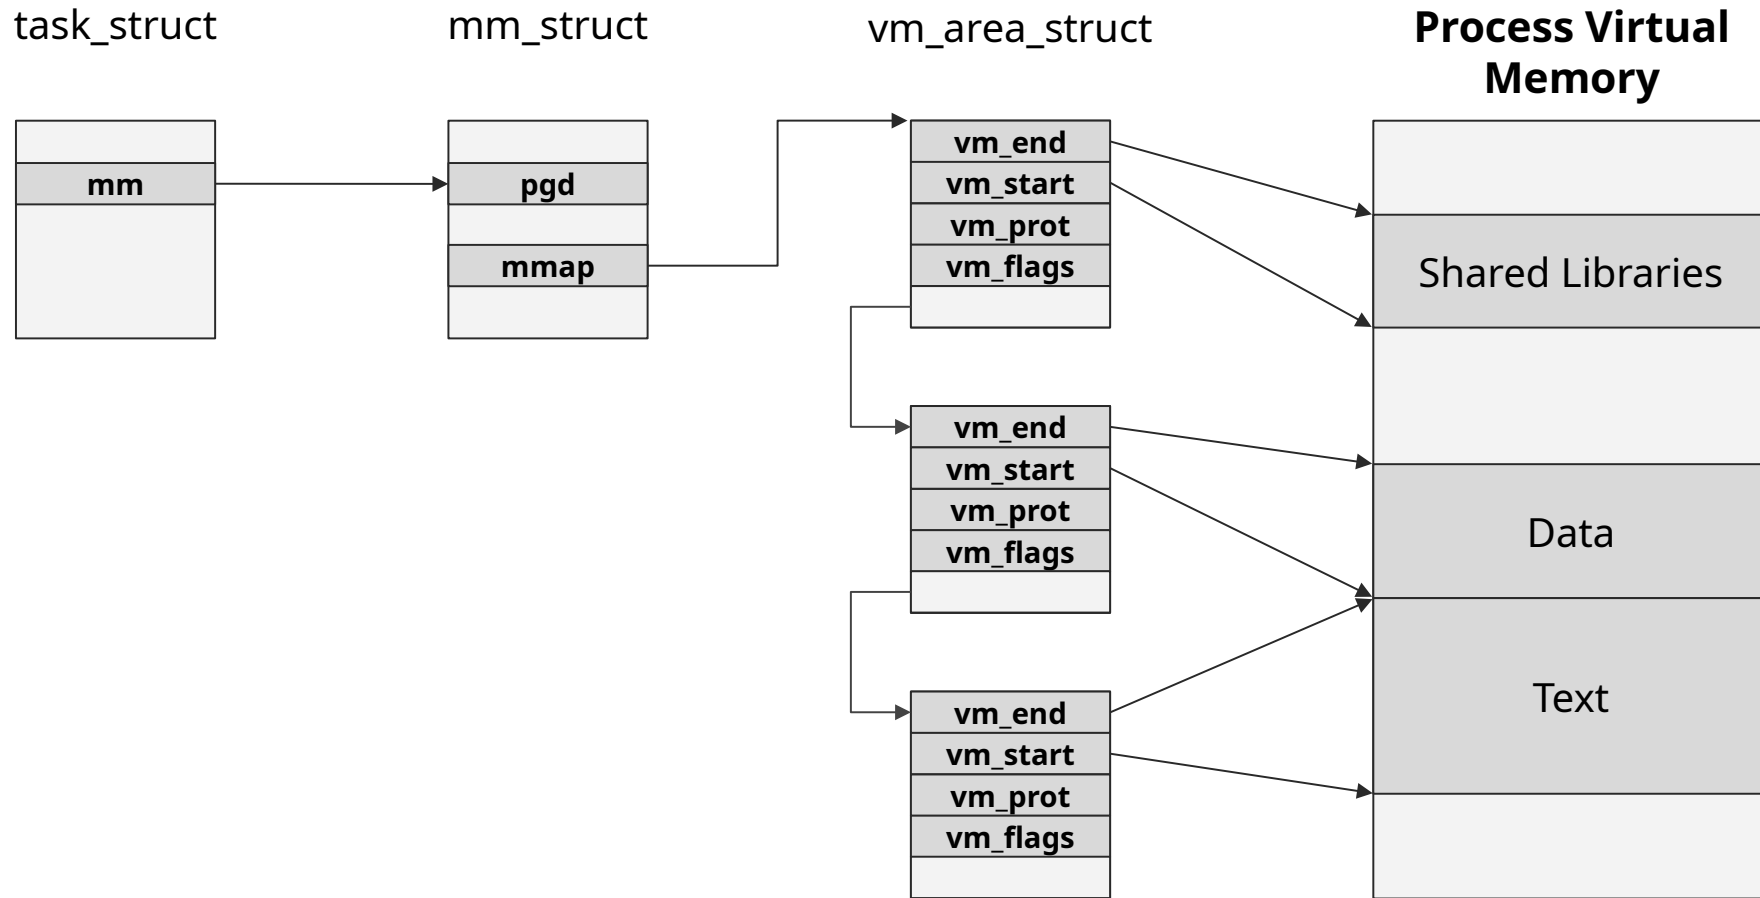 task_struct
mm_struct
vm_area_struct
Process Virtual
Memory
mm
pgd
mmap
vm_end
vm_start
vm_prot
vm_flags
vm_end
vm_start
vm_prot
vm_flags
vm_end
vm_start
vm_prot
vm_flags
Shared Libraries
Data
Text